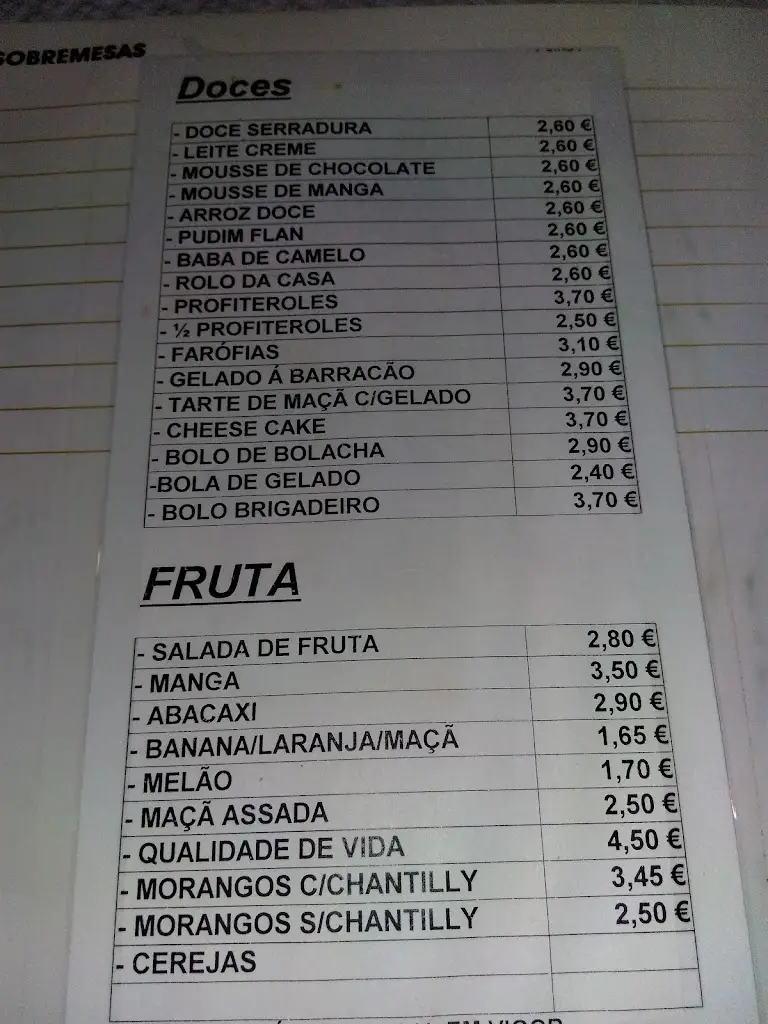 SOBREMESAS
Doces
- DOCE SERRADURA 2,60 €
- LEITE CREME 2,60 €
- MOUSSE DE CHOCOLATE 2,60 €
- MOUSSE DE MANGA 2,60 €
- ARROZ DOCE 2,60 €
- PUDIM FLAN 2,60 €
- BABA DE CAMELO 2,60 €
- ROLO DA CASA 2,60 €
- PROFITEROLES 3,70 €
- ½ PROFITEROLES 2,50 €
- FARÓFIAS 3,10 €
- GELADO Á BARRACÃO 2,90 €
- TARTE DE MAÇÃ C/GELADO 3,70 €
- CHEESE CAKE 3,70 €
- BOLO DE BOLACHA 2,90 €
-BOLA DE GELADO 2,40 €
- BOLO BRIGADEIRO 3,70 €
FRUTA
- SALADA DE FRUTA 2,80 €
- MANGA 3,50 €
- ABACAXI 2,90 €
- BANANA/LARANJA/MAÇÃ 1,65 €
- MELÃO 1,70 €
- MAÇÃ ASSADA 2,50 €
- QUALIDADE DE VIDA 4,50 €
- MORANGOS C/CHANTILLY 3,45 €
- MORANGOS S/CHANTILLY 2,50 €
- CEREJAS
EM VIGOR